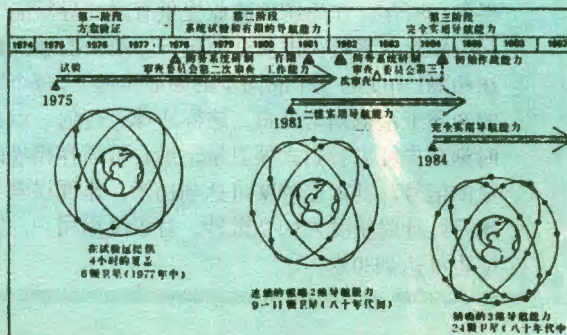 第一阶段
方案验证
第二阶段
系统试验和有限的导航能力
第三阶段
完全实用导航能力
1974 1975 1976 1977 1978 1979 1980 1981 1982 1983 1984 1985 1986 1987
试验
防务系统研制
审查委员会第二次审查
有限
工作能力
防务系统研制
审查委员会第三
次审查
初始作战能力
1975
1981
二维实用导航能力
1984
完全实用导航能力
在试验场提供
4小时的覆盖
6颗卫星(1977年中)
连续的粗略2维导航能力
9-11颗卫星(八十年代初)
精确的3维导航能力
24颗卫星(八十年代中